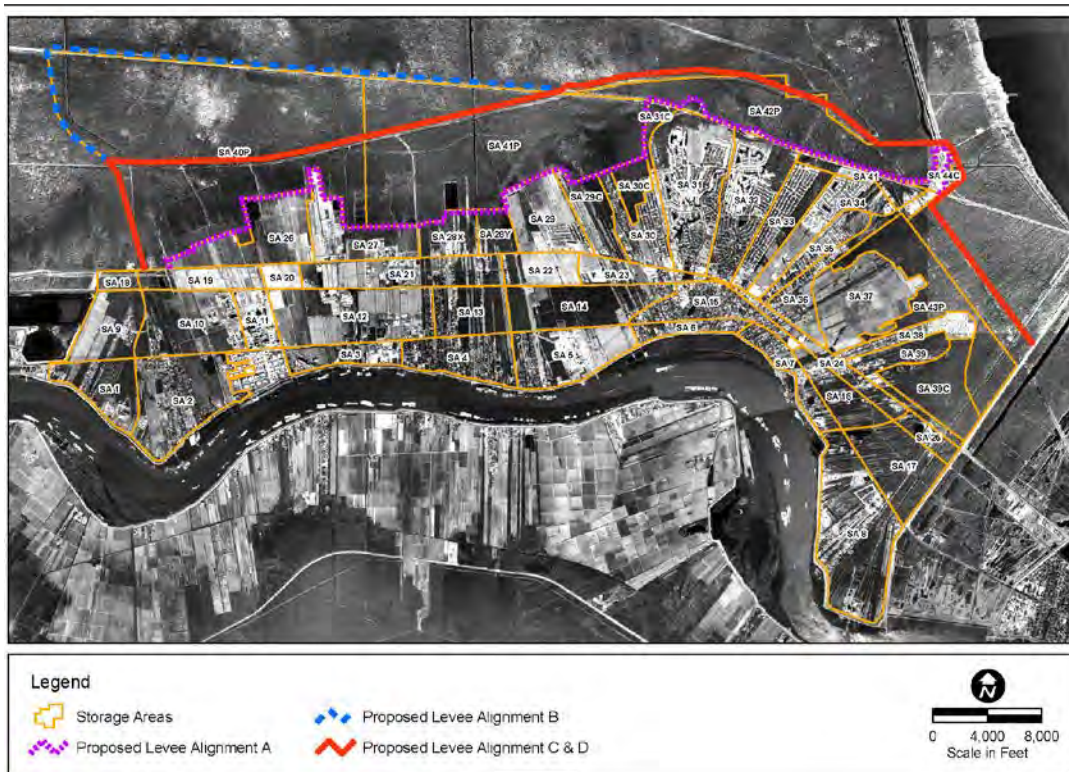 SA 31C
SA 42P
SA 40P
SA 41P
SA 44C
SA 41
SA 31
SA 30C
SA 32
SA 29C
SA 34
SA 29
SA 33
SA 26
SA 28X
SA 28Y
SA 30
SA 27
SA 35
SA 22
SA 23
SA 18
SA 19
SA 20
SA 21
SA 36
SA 37
SA 15
SA 43P
SA 14
SA 9
SA 10
SA 11
SA 12
SA 13
SA 6
SA 38
SA 3
SA 4
SA 5
SA 7
SA 24
SA 39
SA 1
SA 2
SA 39C
SA 16
SA 25
SA 17
SA 8
Legend
Storage Areas
Proposed Levee Alignment A
Proposed Levee Alignment B
Proposed Levee Alignment C & D
N
0 4,000 8,000
Scale in Feet